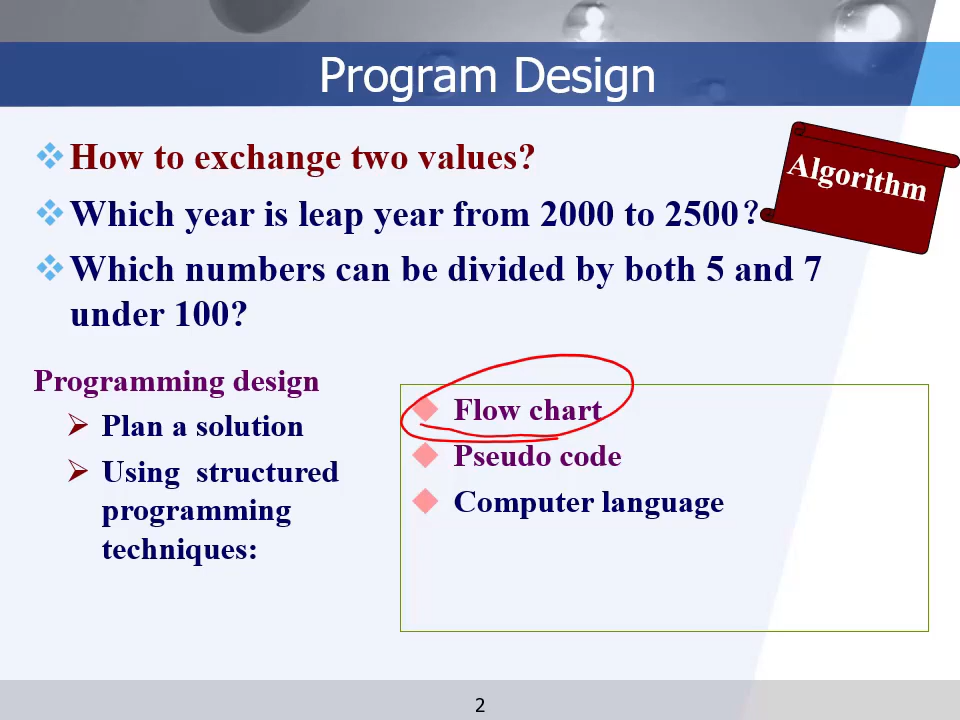 Program Design
How to exchange two values?
Algorithm
Which year is leap year from 2000 to 2500?
Which numbers can be divided by both 5 and 7
under 100?
Programming design
Plan a solution
Using structured
programming
techniques:
Flow chart
Pseudo code
Computer language
2